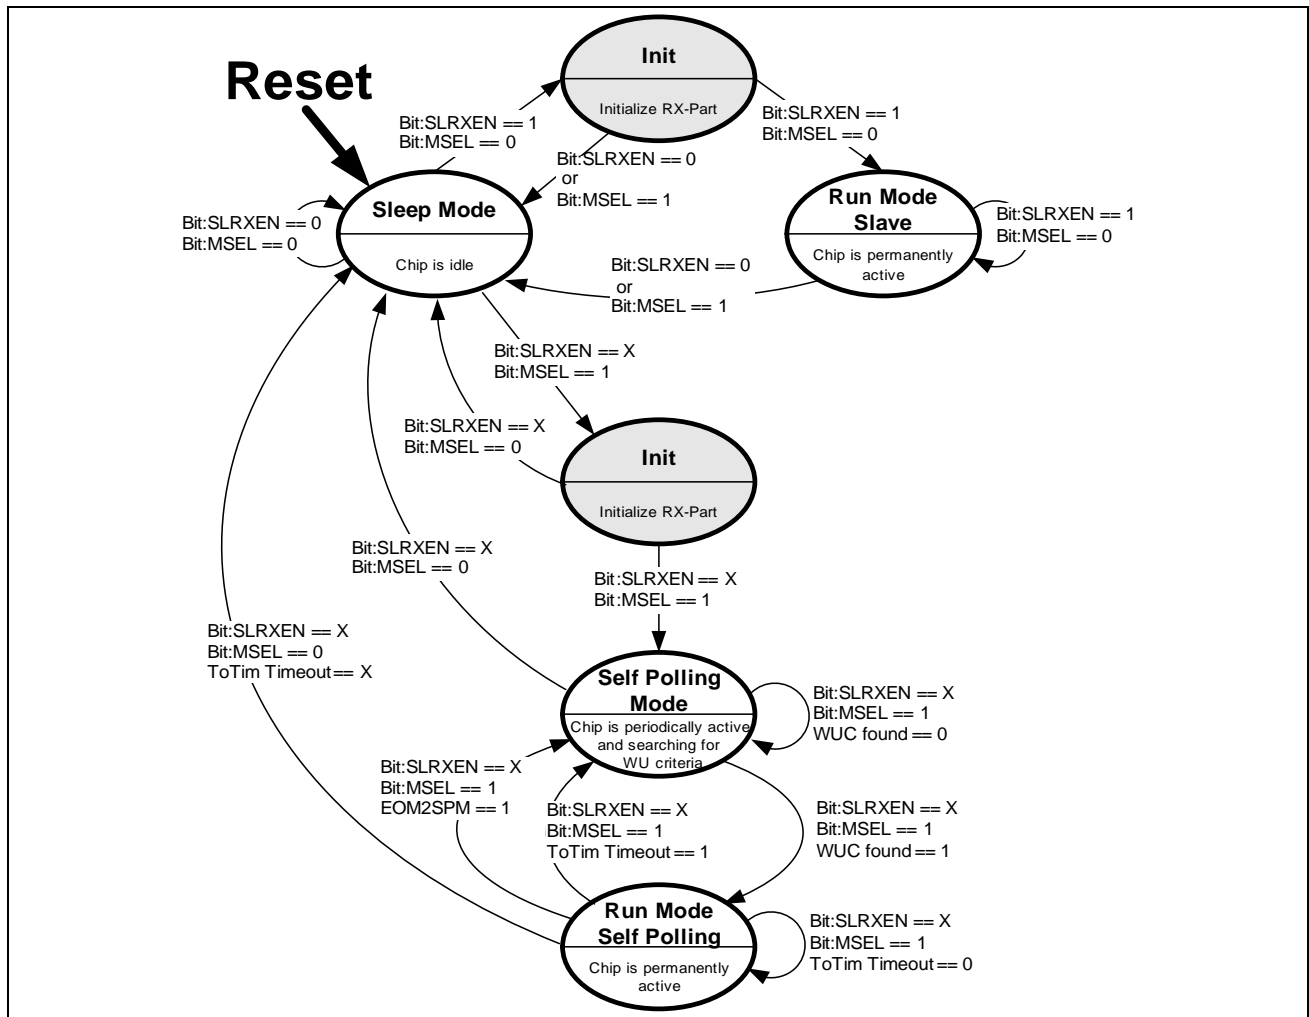 Reset
Init
Initialize RX-Part
Bit:SLRXEN == 1
Bit:MSEL == 0
Bit:SLRXEN == 1
Bit:MSEL == 0
Bit:SLRXEN == 0
or
Bit:MSEL == 1
Sleep Mode
Chip is idle
Bit:SLRXEN == 0
Bit:MSEL == 0
Run Mode
Slave
Chip is permanently
active
Bit:SLRXEN == 1
Bit:MSEL == 0
Bit:SLRXEN == 0
or
Bit:MSEL == 1
Bit:SLRXEN == X
Bit:MSEL == 1
Bit:SLRXEN == X
Bit:MSEL == 0
Init
Initialize RX-Part
Bit:SLRXEN == X
Bit:MSEL == 0
Bit:SLRXEN == X
Bit:MSEL == 1
Bit:SLRXEN == X
Bit:MSEL == 0
ToTim Timeout == X
Self Polling
Mode
Chip is periodically active
and searching for
WU criteria
Bit:SLRXEN == X
Bit:MSEL == 1
WUC found == 0
Bit:SLRXEN == X
Bit:MSEL == 1
EOM2SPM == 1
Bit:SLRXEN == X
Bit:MSEL == 1
ToTim Timeout == 1
Bit:SLRXEN == X
Bit:MSEL == 1
WUC found == 1
Run Mode
Self Polling
Chip is permanently
active
Bit:SLRXEN == X
Bit:MSEL == 1
ToTim Timeout == 0